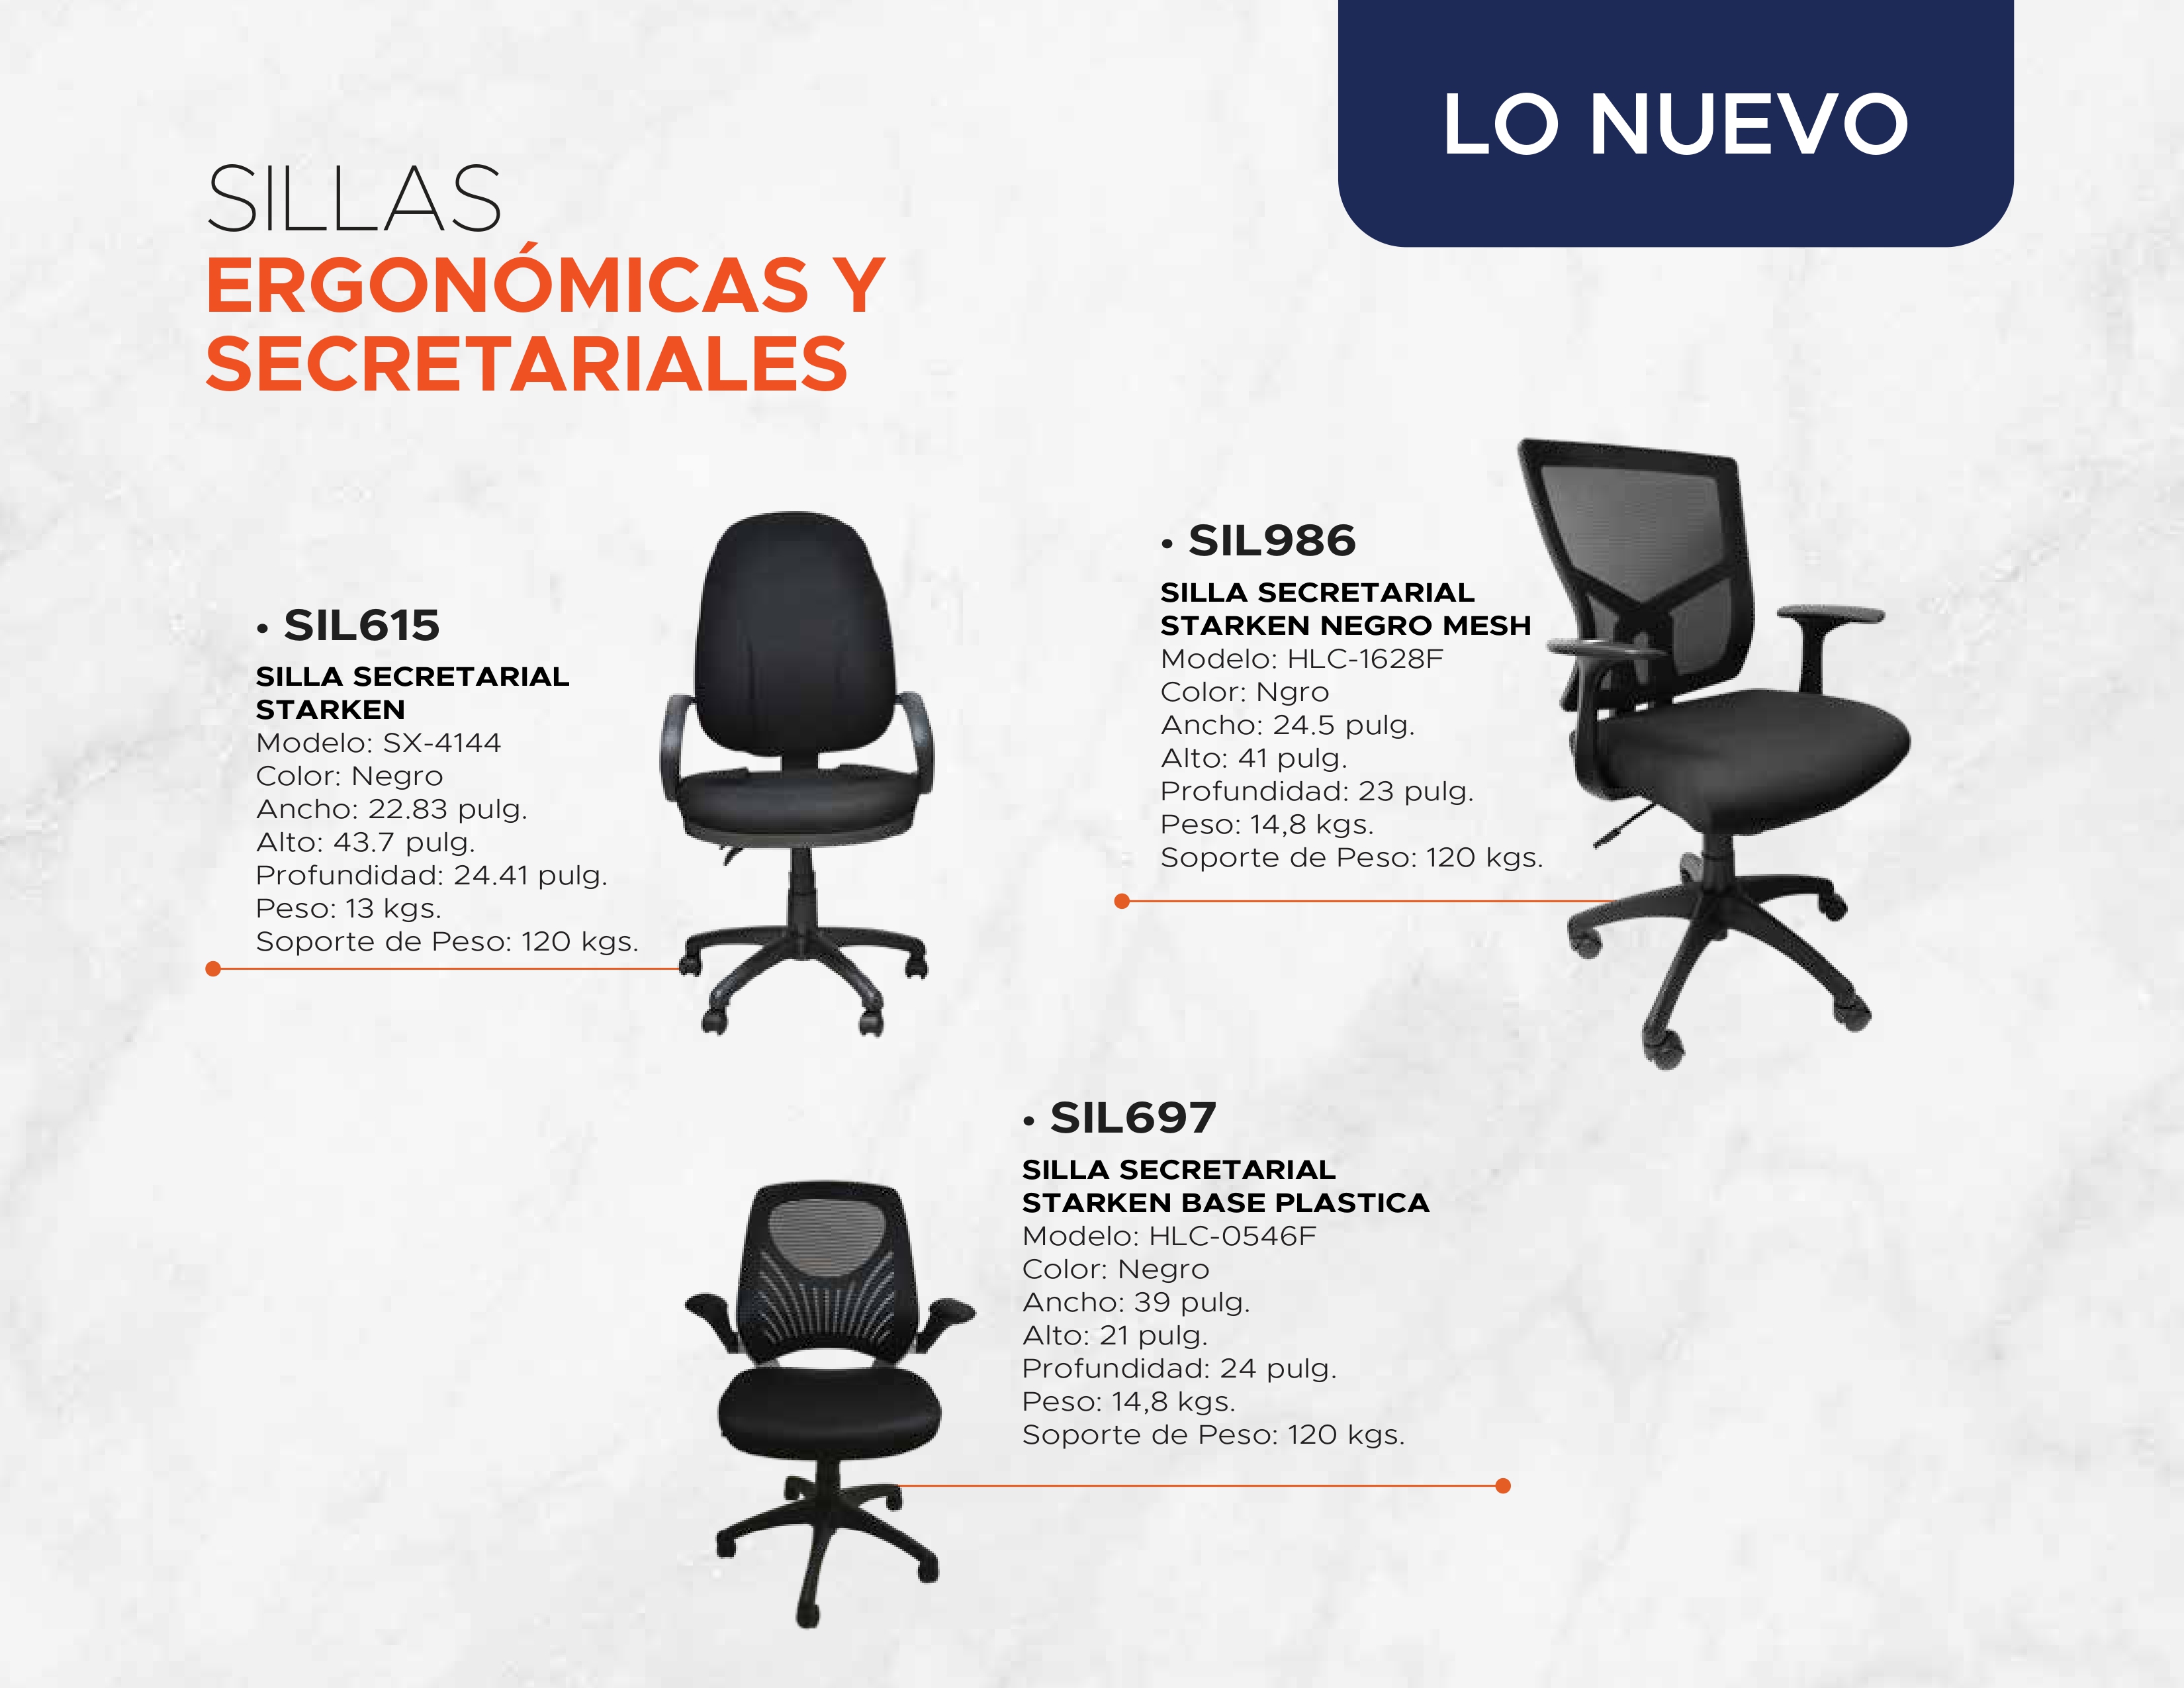 LO NUEVO
SILLAS
ERGONÓMICAS Y
SECRETARIALES
• SIL615
SILLA SECRETARIAL
STARKEN
Modelo: SX-4144
Color: Negro
Ancho: 22.83 pulg.
Alto: 43.7 pulg.
Profundidad: 24.41 pulg.
Peso: 13 kgs.
Soporte de Peso: 120 kgs.
• SIL986
SILLA SECRETARIAL
STARKEN NEGRO MESH
Modelo: HLC-1628F
Color: Ngro
Ancho: 24.5 pulg.
Alto: 41 pulg.
Profundidad: 23 pulg.
Peso: 14,8 kgs.
Soporte de Peso: 120 kgs.
• SIL697
SILLA SECRETARIAL
STARKEN BASE PLASTICA
Modelo: HLC-0546F
Color: Negro
Ancho: 39 pulg.
Alto: 21 pulg.
Profundidad: 24 pulg.
Peso: 14,8 kgs.
Soporte de Peso: 120 kgs.